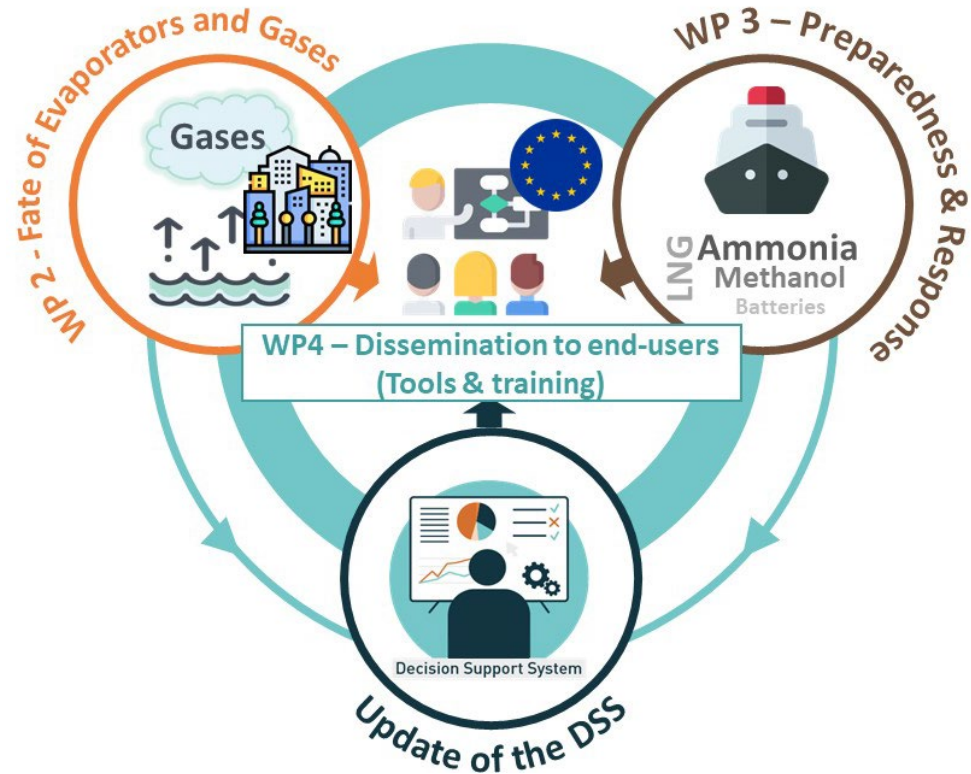 WP 2 - Fate of Evaporators and Gases
Gases
WP 3 – Preparedness & Response
LNG
Ammonia
Methanol
Batteries
WP4 – Dissemination to end-users
(Tools & training)
Decision Support System
Update of the DSS